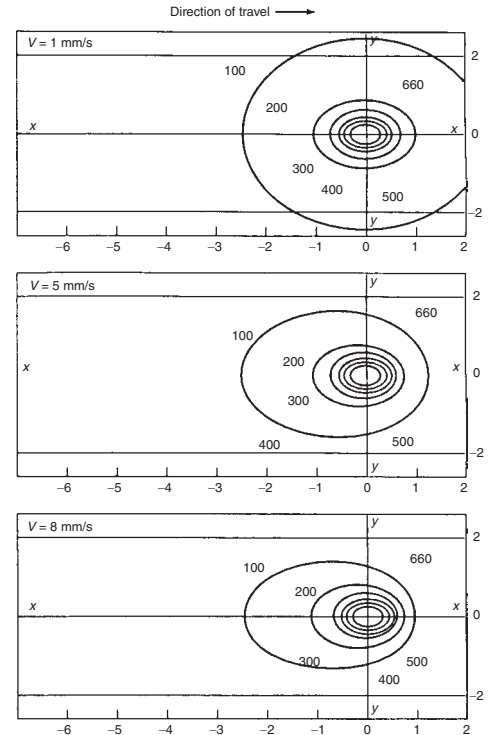 Direction of travel
V = 1 mm/s
y
2
100
660
200
x
x
0
300
400
500
y
−2
−6 −5 −4 −3 −2 −1 0 1 2
V = 5 mm/s
y
2
660
100
200
x
x
0
300
400
500
−2
y
−6 −5 −4 −3 −2 −1 0 1 2
V = 8 mm/s
y
2
660
100
200
x
x
0
300
500
400
−2
y
−6 −5 −4 −3 −2 −1 0 1 2